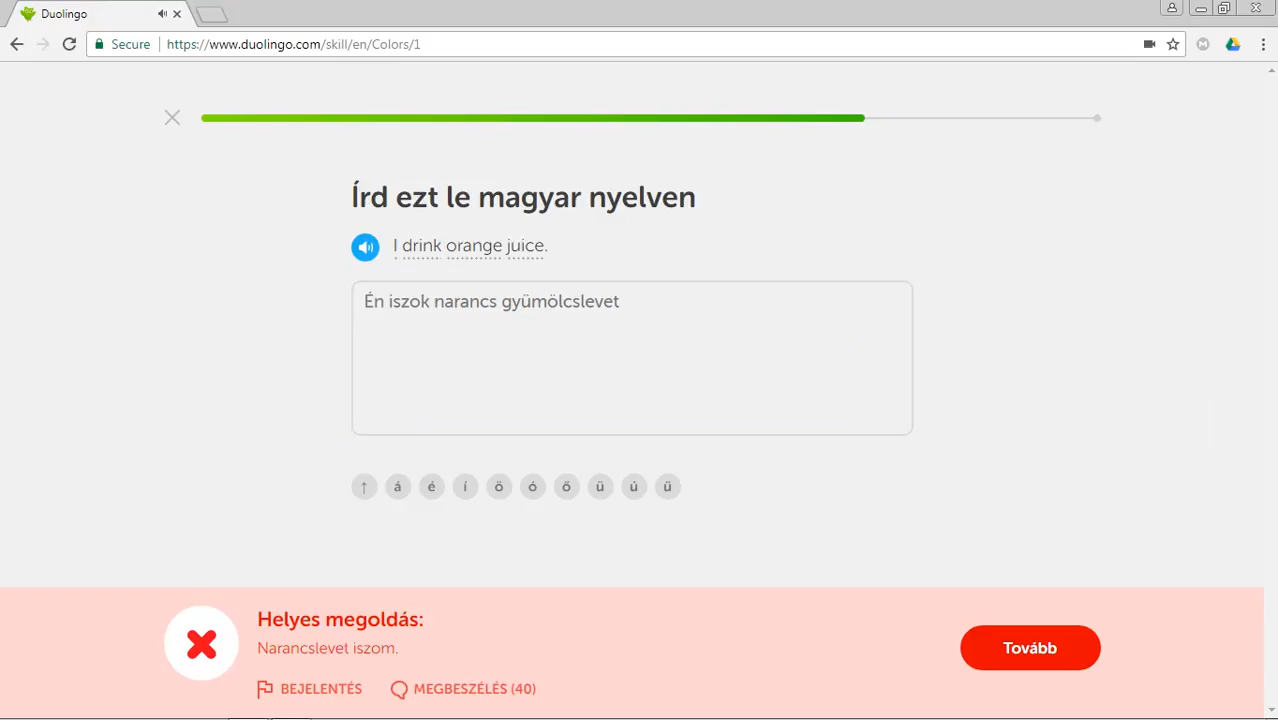 Duolingo
Secure https://www.duolingo.com/skill/en/Colors/1
Írd ezt le magyar nyelven
I drink orange juice.
Én iszok narancs gyümölcslevet
↑ á é í ö ó ő ü ú ü
Helyes megoldás:
Narancslevet iszom.
Tovább
BEJELENTÉS MEGBESZÉLÉS (40)